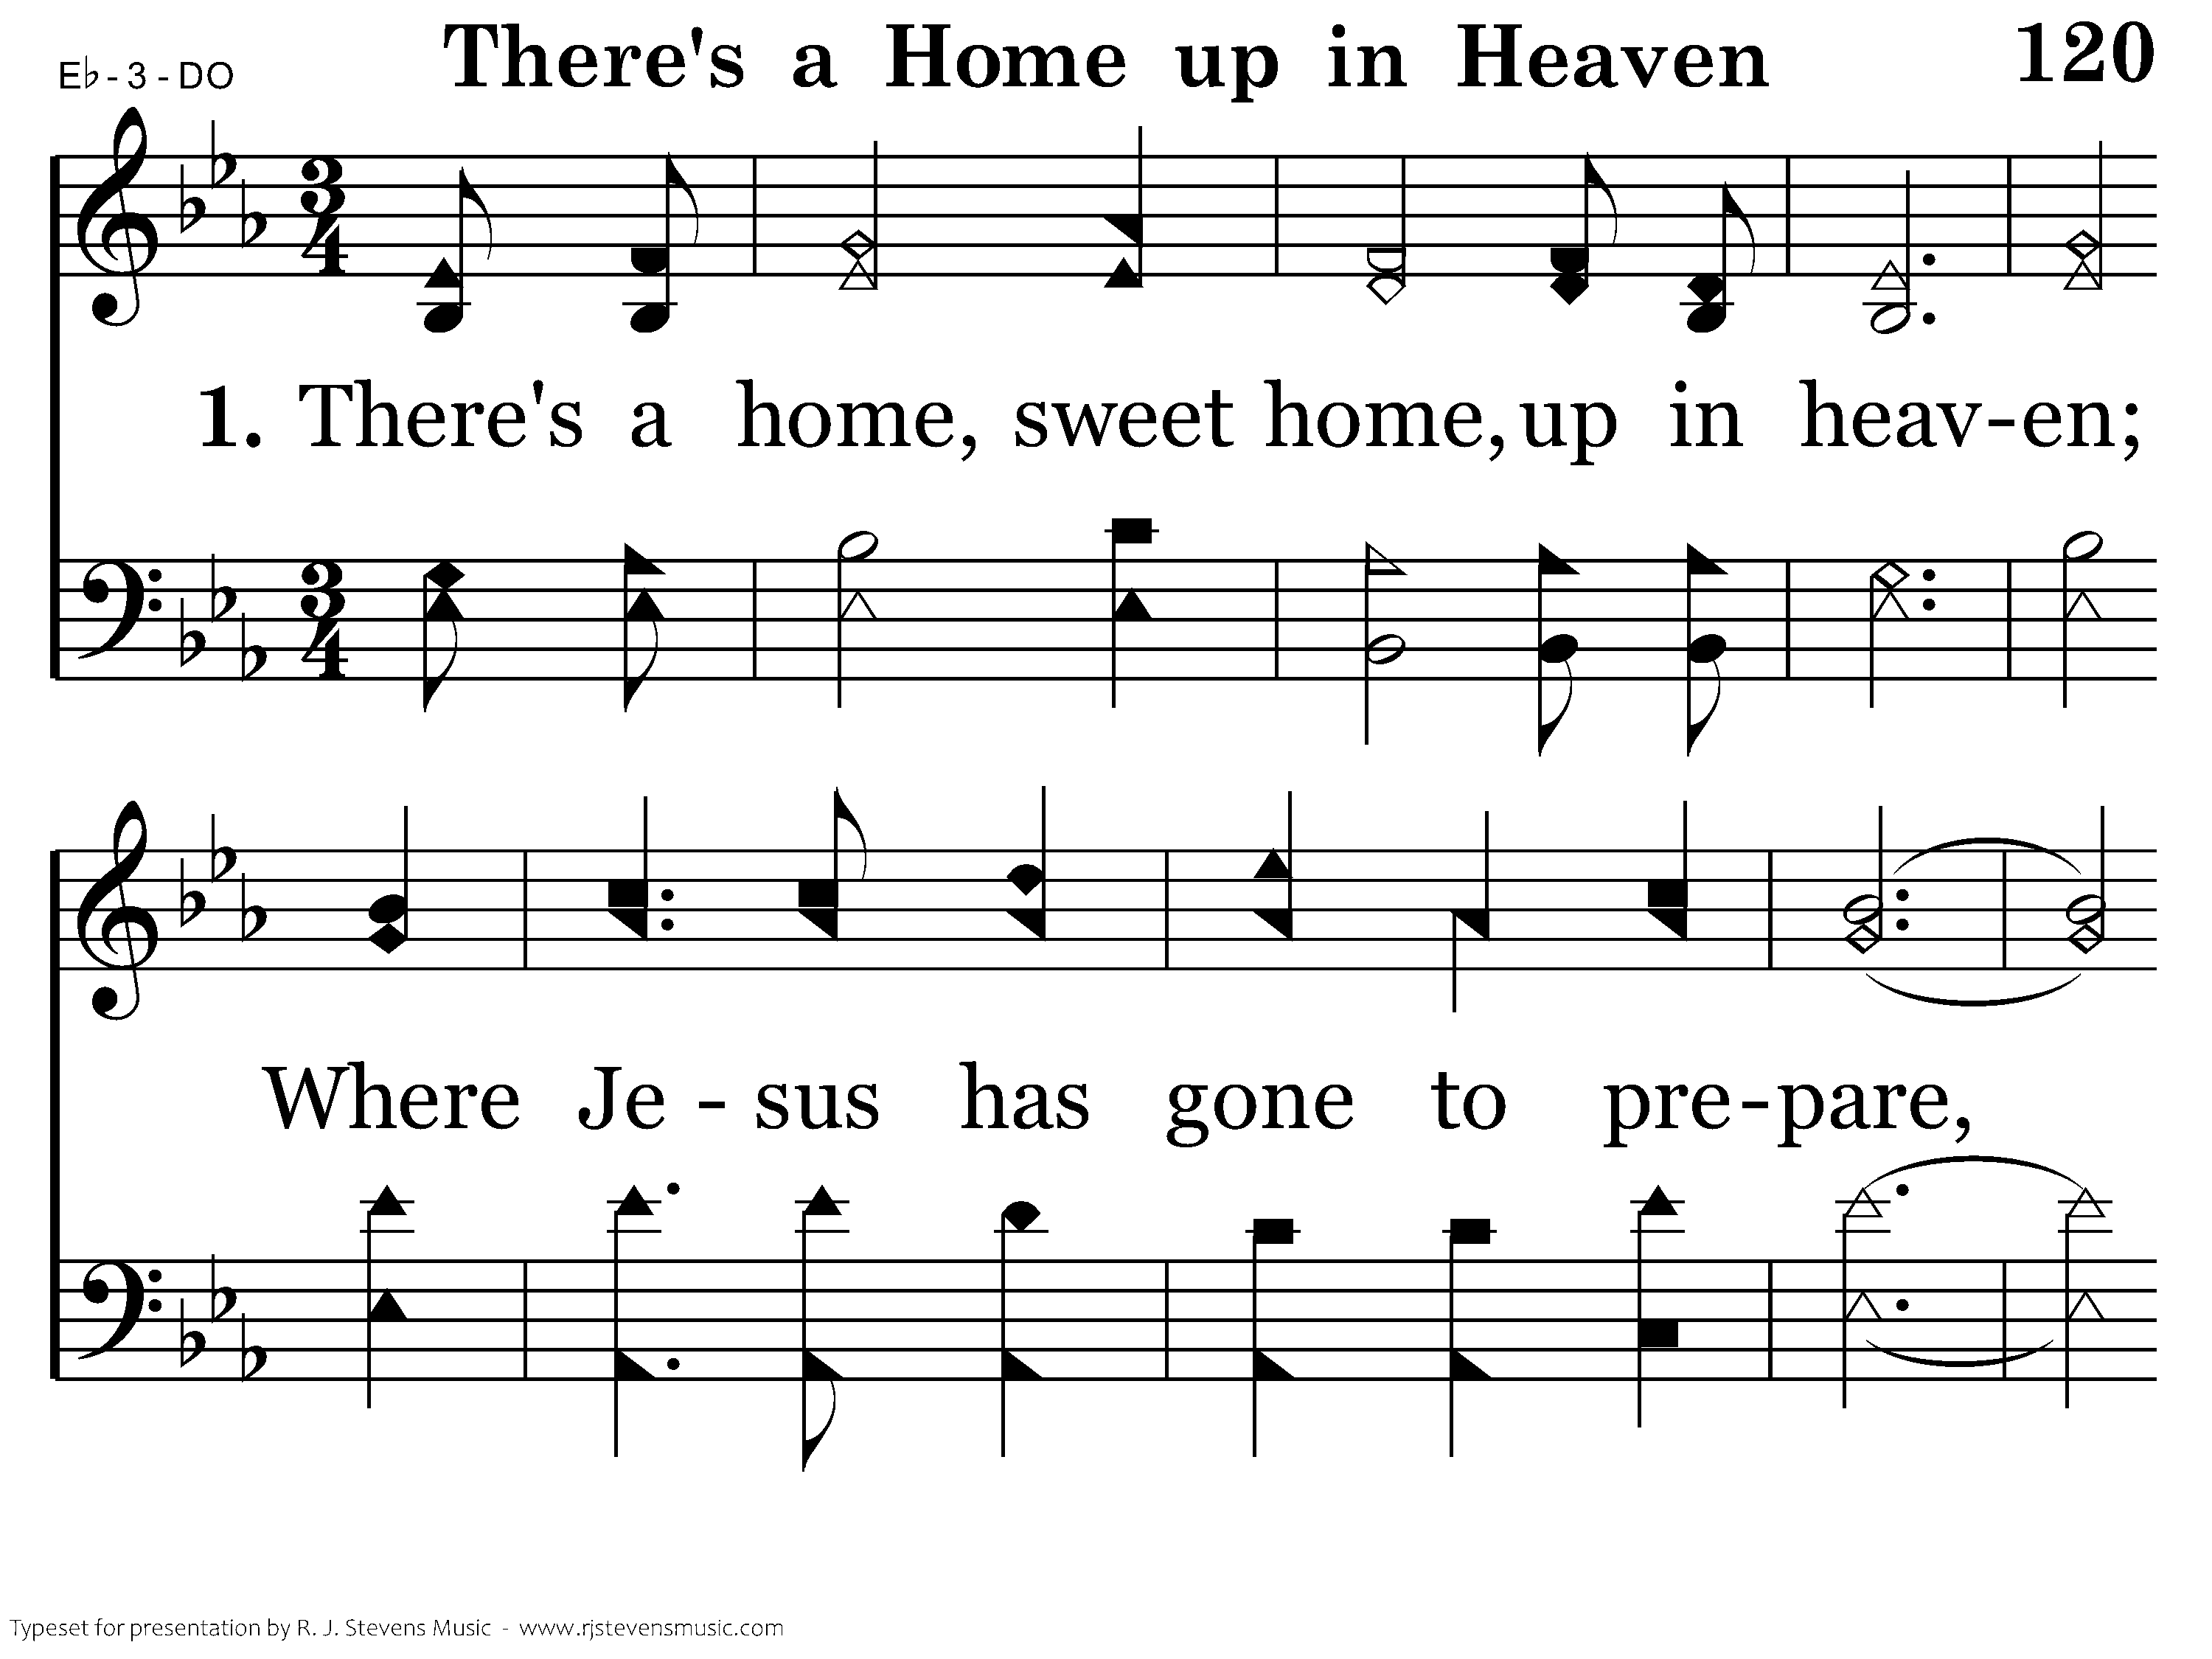 There's a Home up in Heaven 120
E♭ - 3 - DO
1. There's a home, sweet home, up in heav-en;
Where Je - sus has gone to pre-pare,
Typeset for presentation by R. J. Stevens Music - www.rjstevensmusic.com